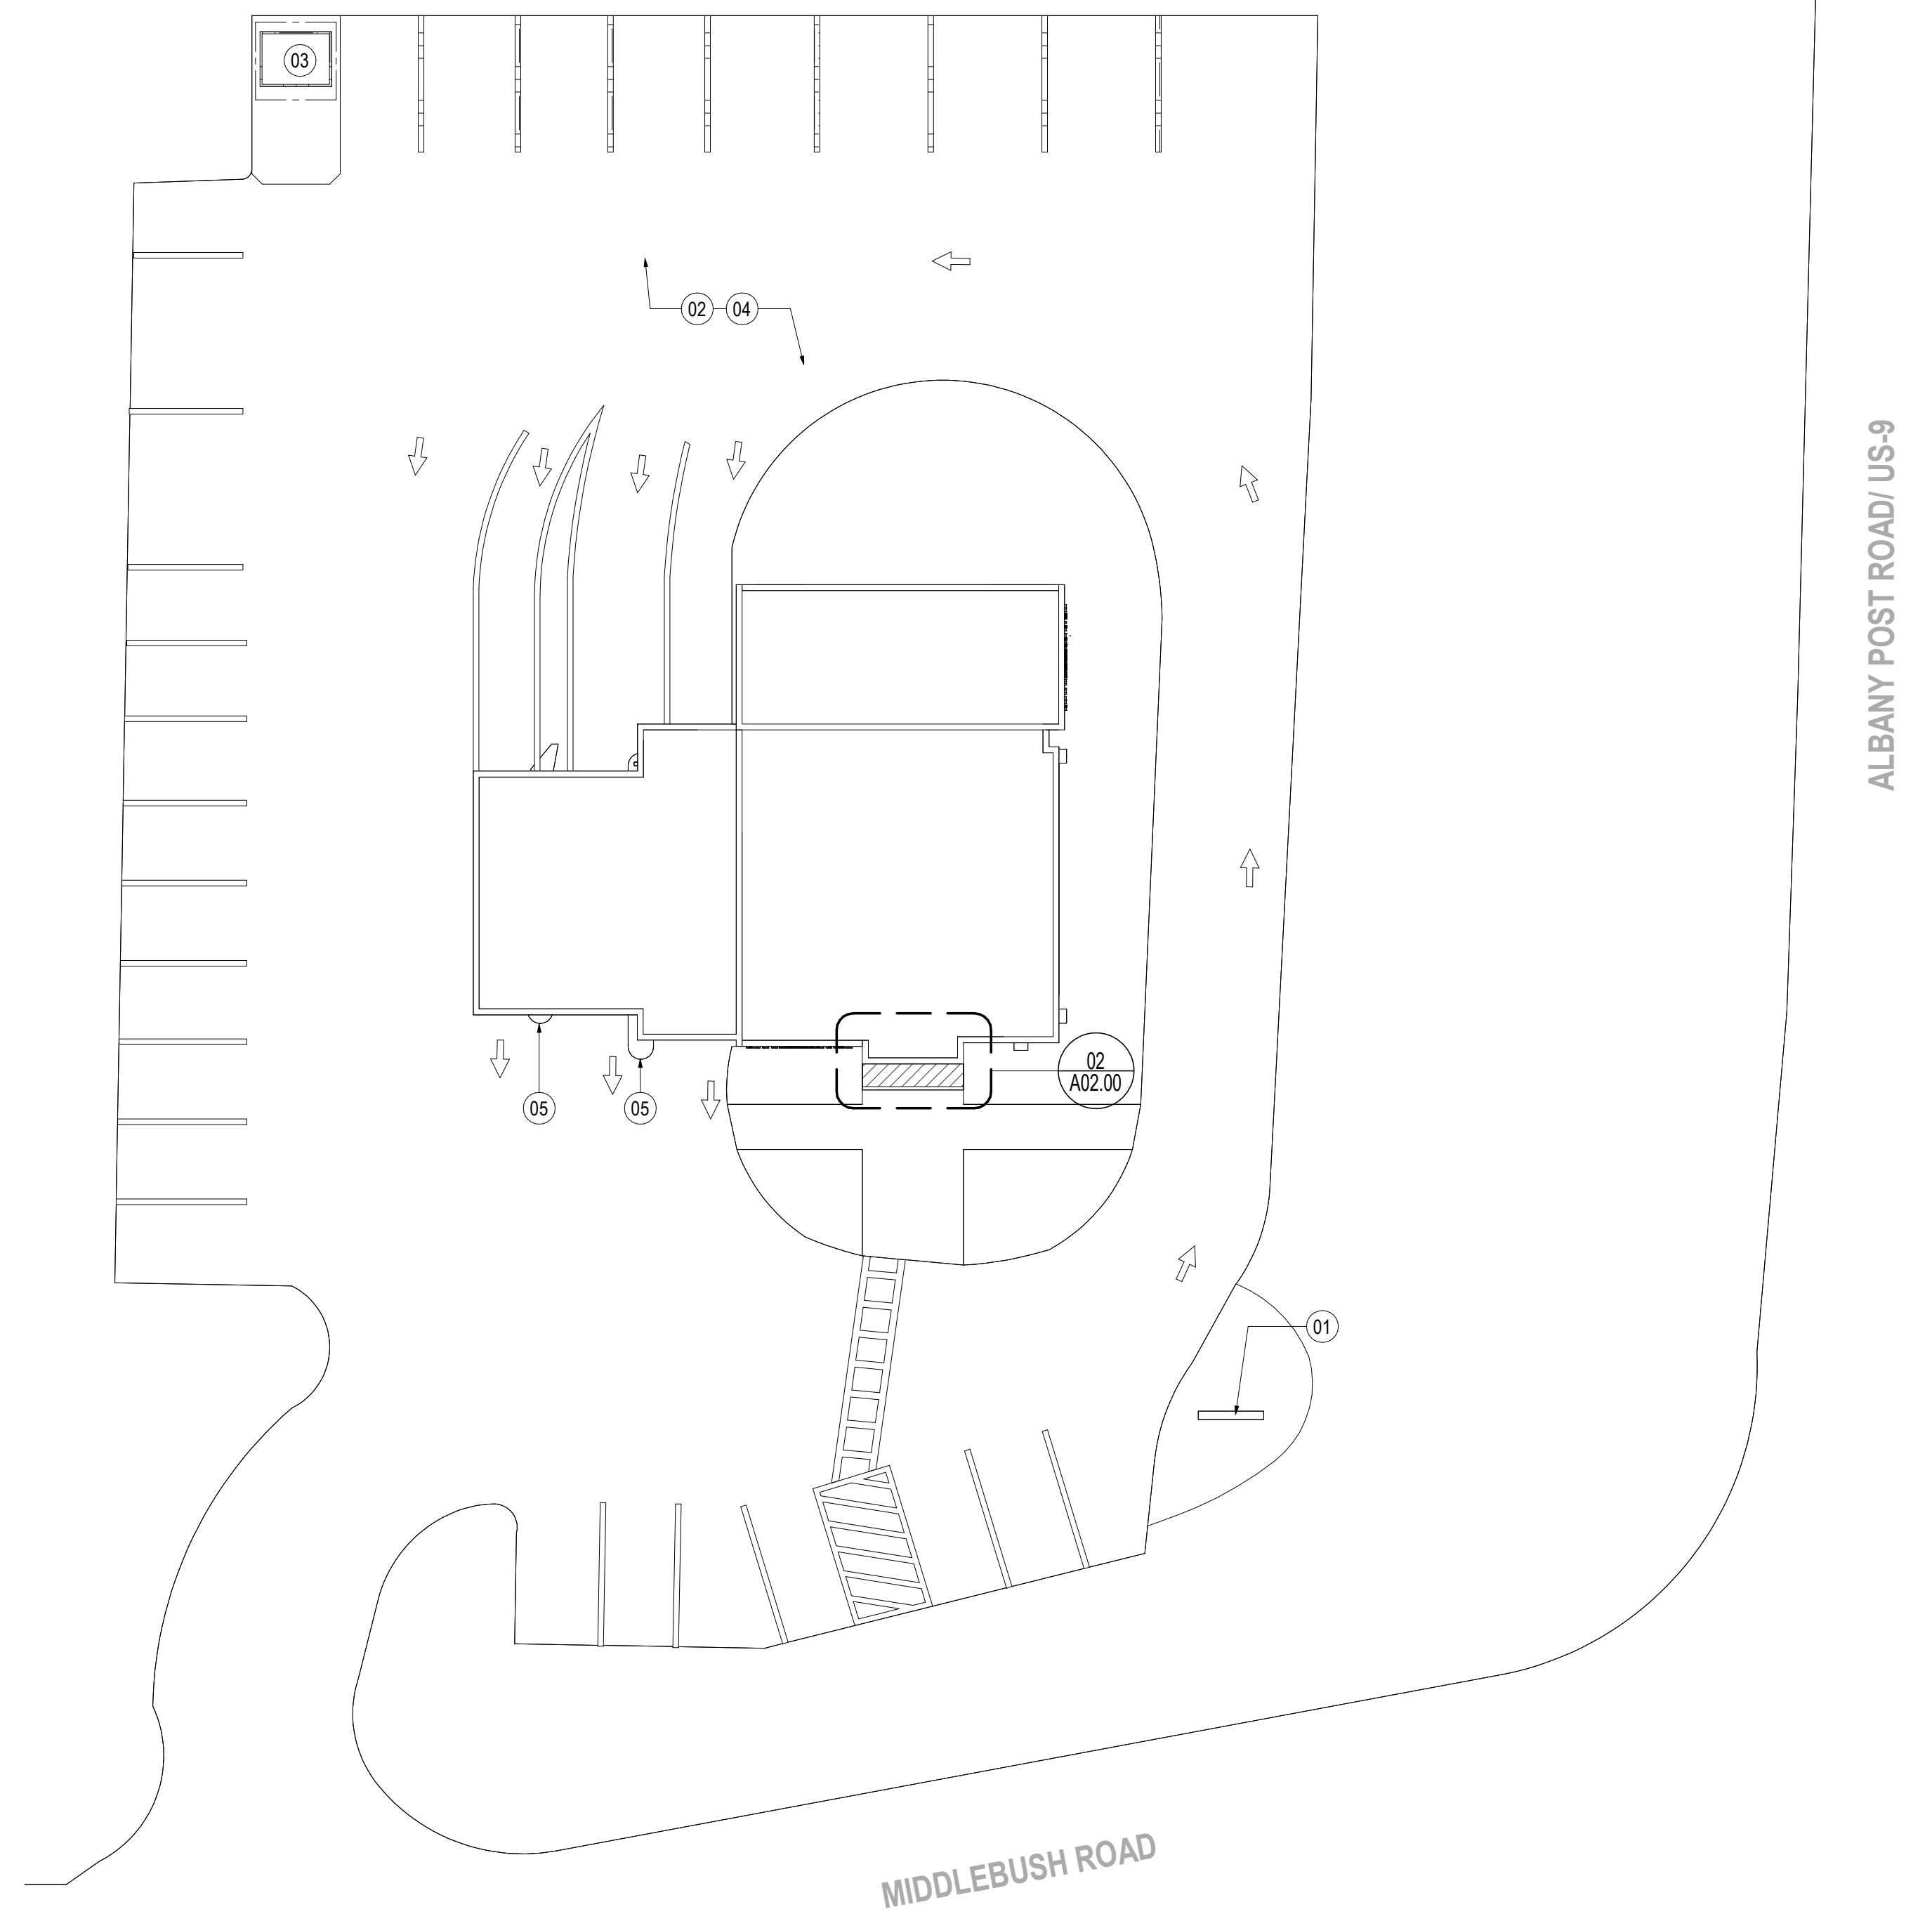 03
02 04
ALBANY POST ROAD/ US-9
02
A02.00
05 05
01
MIDDLEBUSH ROAD